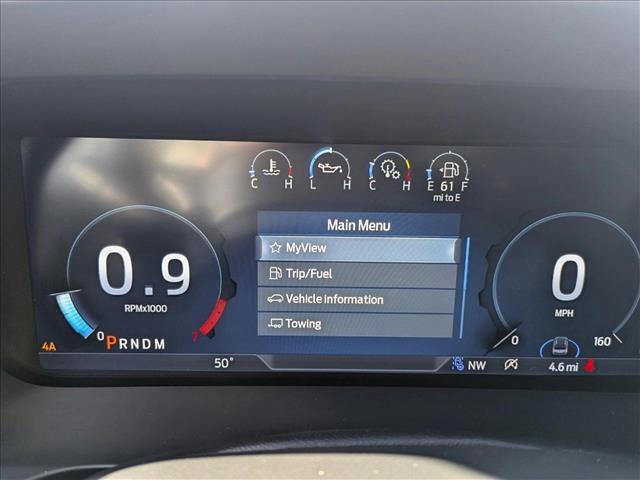 C H
L H
C H
E 61 F
mi to E
Main Menu
MyView
Trip/Fuel
Vehicle information
Towing
0.9
RPMx1000
0 7
PRNDM
4A
50°
0
MPH
0 160
NW
4.6 mi